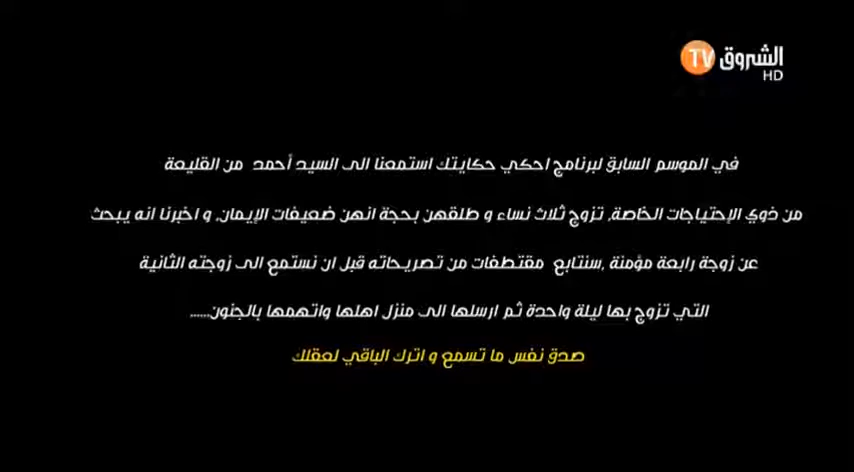 الشروق TV
HD
في الموسم السابق لبرنامج احكي حكايتك استمعنا الى السيد أحمد من القليعة
من ذوي الإحتياجات الخاصة, تزوج ثلاث نساء و طلقهن بحجة انهن ضعيفات الإيمان, و اخبرنا انه يبحث
عن زوجة رابعة مؤمنة ,سنتابع مقتطفات من تصريحاته قبل ان نستمع الى زوجته الثانية
التي تزوج بها ليلة واحدة ثم ارسلها الى منزل اهلها واتهمها بالجنون......
صدق نفس ما تسمع و اترك الباقي لعقلك